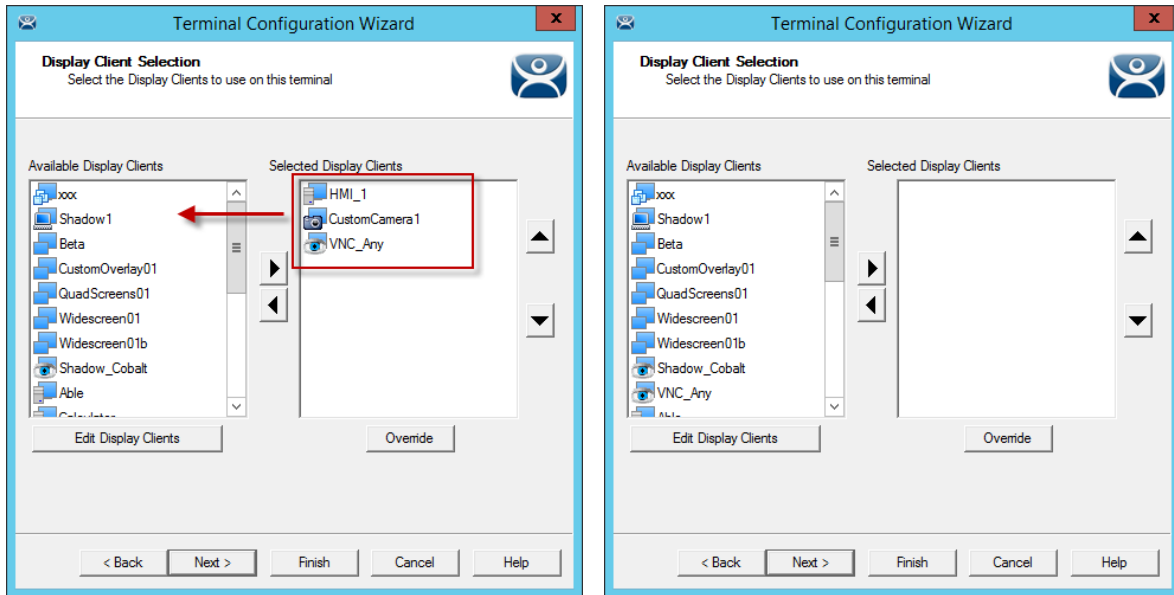 Terminal Configuration Wizard
x
Display Client Selection
Select the Display Clients to use on this terminal
Available Display Clients
Selected Display Clients
xxx
Shadow1
Beta
CustomOverlay01
QuadScreens01
Widescreen01
Widescreen01b
Shadow_Cobalt
Able
HMI_1
CustomCamera1
VNC_Any
Edit Display Clients
Override
< Back
Next >
Finish
Cancel
Help
Terminal Configuration Wizard
x
Display Client Selection
Select the Display Clients to use on this terminal
Available Display Clients
Selected Display Clients
xxx
Shadow1
Beta
CustomOverlay01
QuadScreens01
Widescreen01
Widescreen01b
Shadow_Cobalt
VNC_Any
Edit Display Clients
Override
< Back
Next >
Finish
Cancel
Help